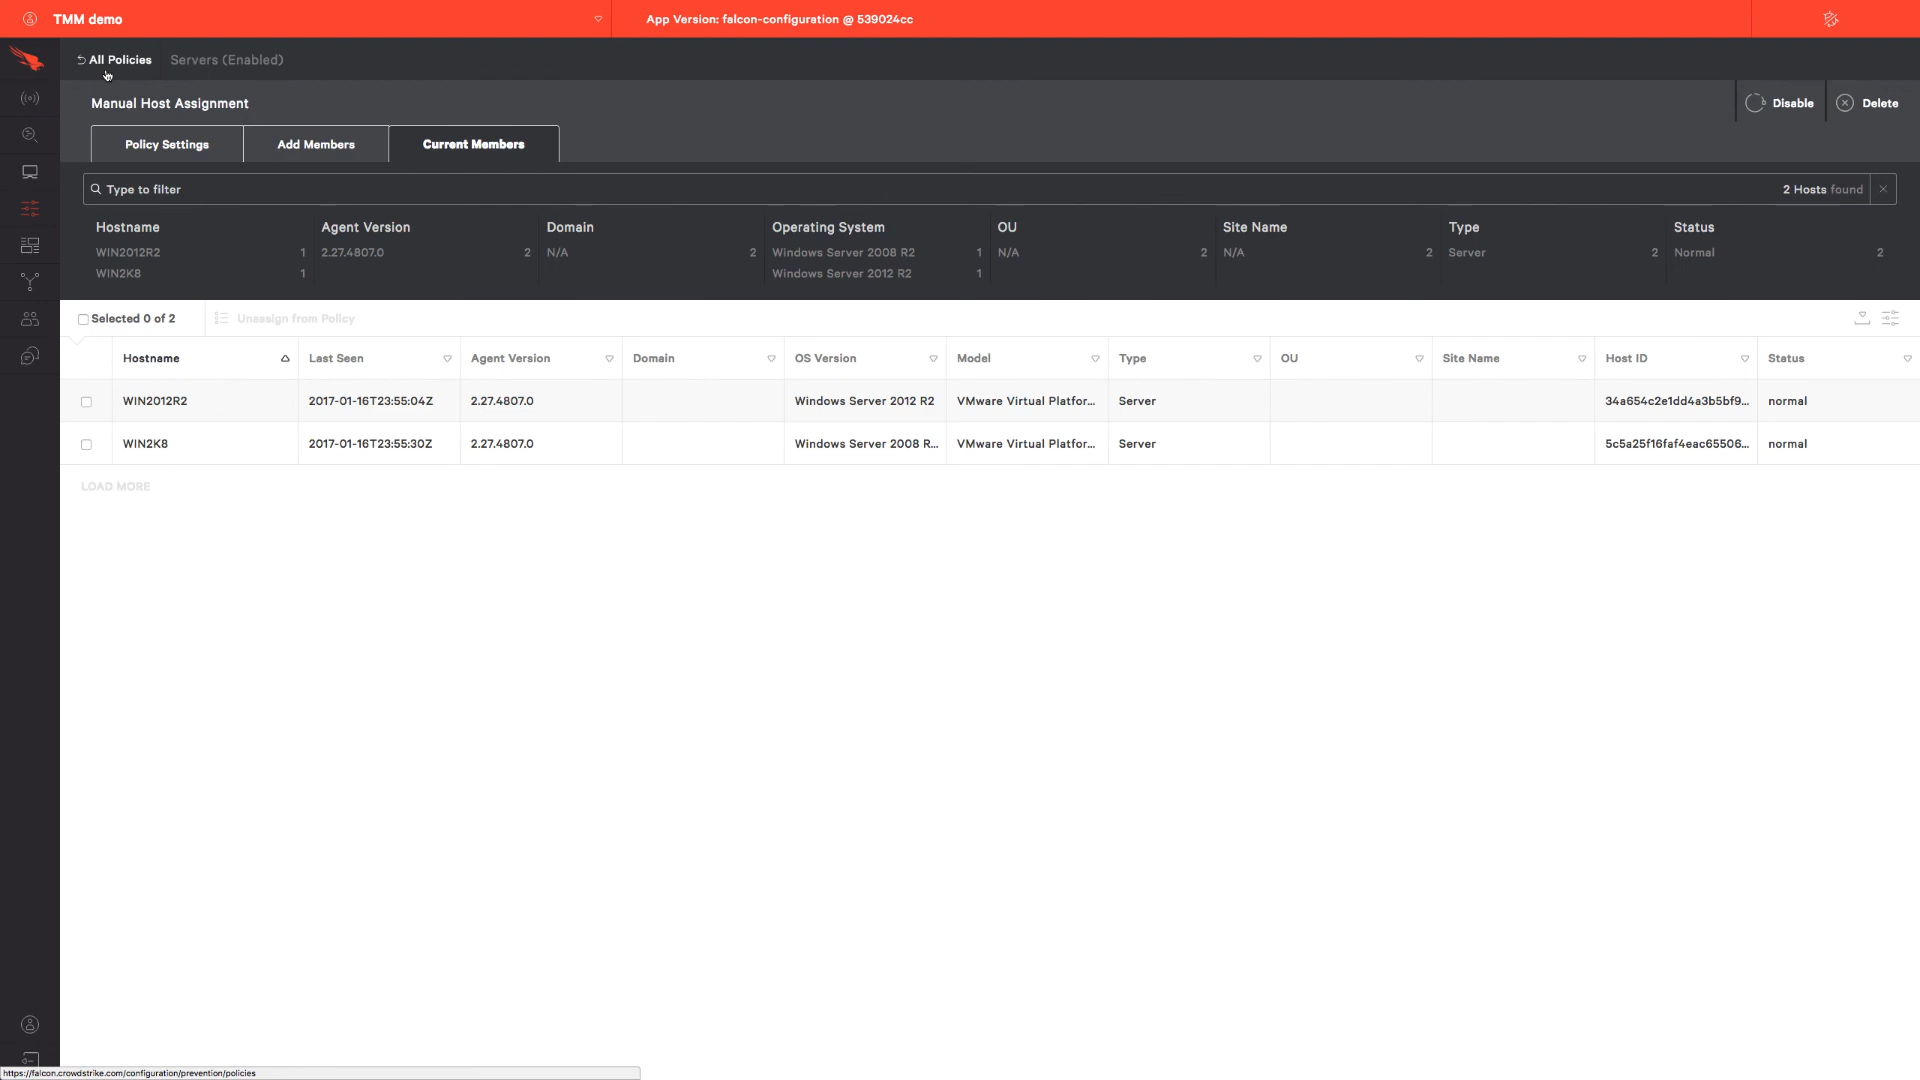 TMM demo
App Version: falcon-configuration @ 539024cc
All Policies Servers (Enabled)
Manual Host Assignment
Disable Delete
Policy Settings Add Members Current Members
Type to filter 2 Hosts found
Hostname Agent Version Domain Operating System OU Site Name Type Status
WIN2012R2 1 2.27.4807.0 2 N/A 2 Windows Server 2008 R2 1 N/A 2 N/A 2 Server 2 Normal 2
WIN2K8 1 Windows Server 2012 R2 1
Selected 0 of 2 Unassign from Policy
Hostname Last Seen Agent Version Domain OS Version Model Type OU Site Name Host ID Status
WIN2012R2 2017-01-16T23:55:04Z 2.27.4807.0 Windows Server 2012 R2 VMware Virtual Platfor... Server 34a654c2e1dd4a3b5bf9... normal
WIN2K8 2017-01-16T23:55:30Z 2.27.4807.0 Windows Server 2008 R... VMware Virtual Platfor... Server 5c5a25f16faf4eac65506... normal
LOAD MORE
https://falcon.crowdstrike.com/configuration/prevention/policies